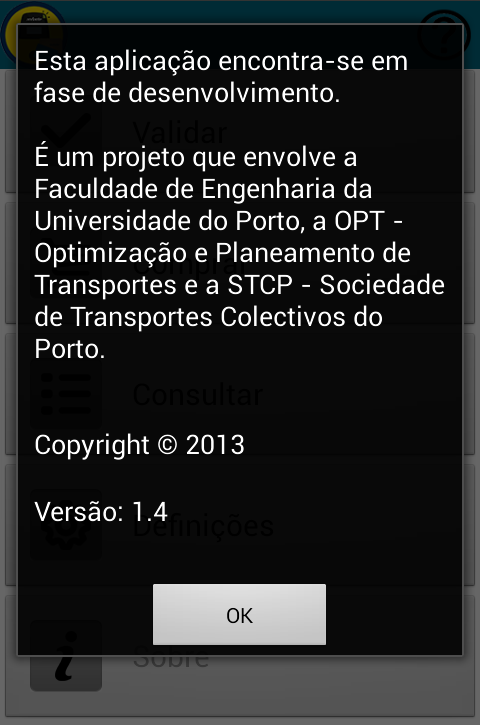 Esta aplicação encontra-se em
fase de desenvolvimento.
É um projeto que envolve a
Faculdade de Engenharia da
Universidade do Porto, a OPT -
Optimização e Planeamento de
Transportes e a STCP - Sociedade
de Transportes Colectivos do
Porto.
Copyright © 2013
Versão: 1.4
OK
Validar
Comprar
Consultar
Definições
Sobre